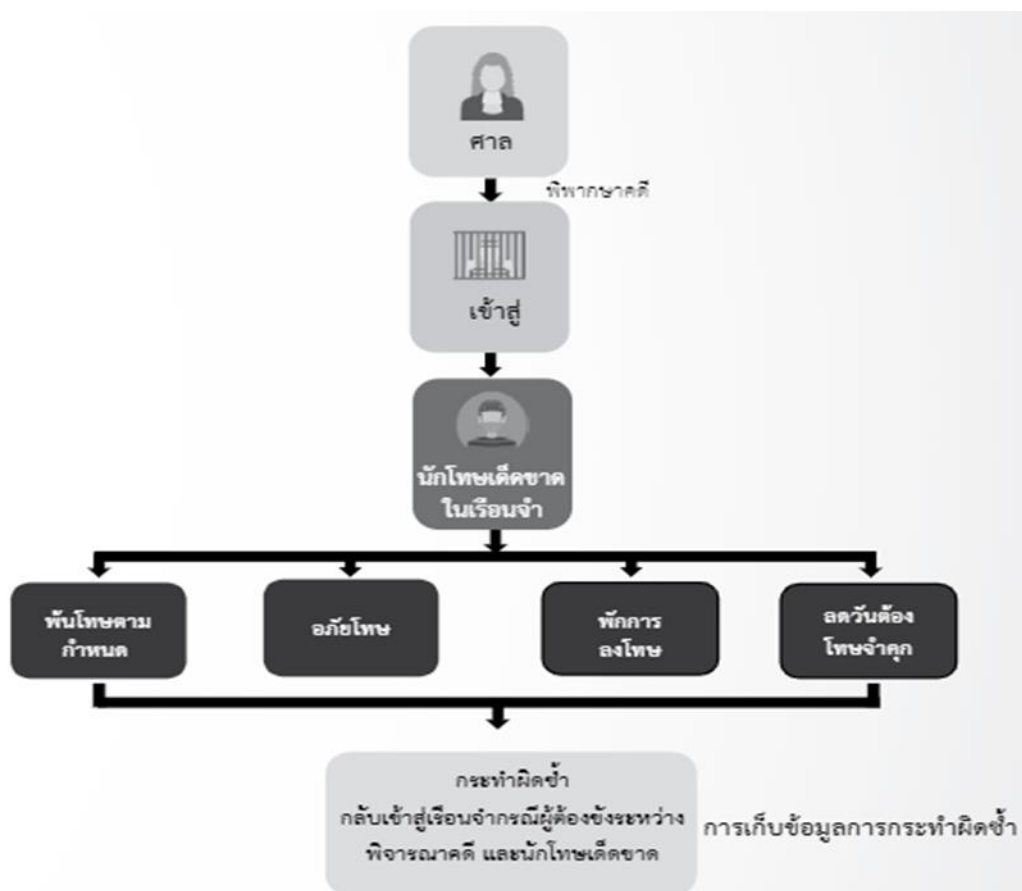 ศาล
พิพากษาคดี
เข้าสู่
นักโทษเด็ดขาด
ในเรือนจำ
พ้นโทษตาม
กำหนด
อภัยโทษ
พักการ
ลงโทษ
ลดวันต้อง
โทษจำคุก
กระทำผิดซ้ำ
กลับเข้าสู่เรือนจำกรณีผู้ต้องขังระหว่าง
พิจารณาคดี และนักโทษเด็ดขาด
การเก็บข้อมูลการกระทำผิดซ้ำ